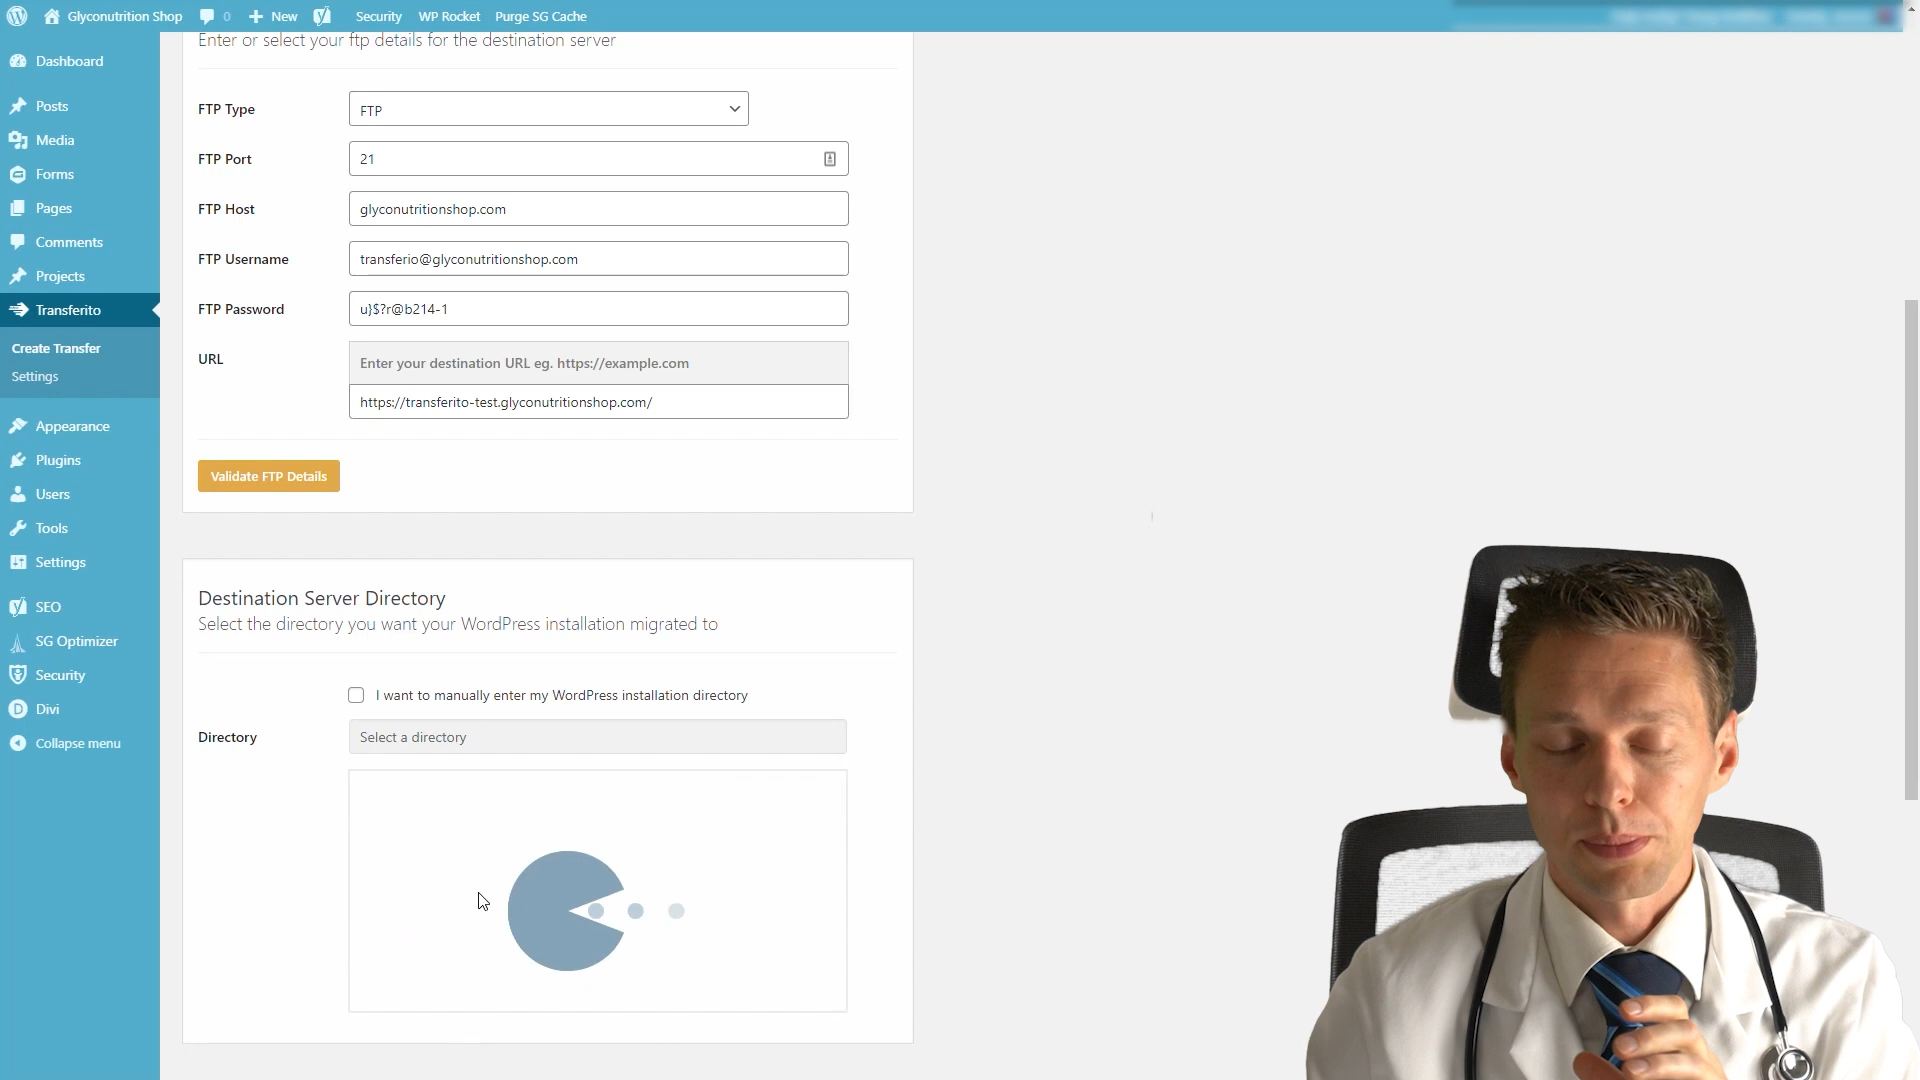 Glyconutrition Shop
0
New
Security
WP Rocket
Purge SG Cache
Dashboard
Posts
Media
Forms
Pages
Comments
Projects
Transferito
Create Transfer
Settings
Appearance
Plugins
Users
Tools
Settings
SEO
SG Optimizer
Security
Divi
Collapse menu
Enter or select your ftp details for the destination server
FTP Type
FTP
FTP Port
21
FTP Host
glyconutritionshop.com
FTP Username
transferio@glyconutritionshop.com
FTP Password
u}$?r@b214-1
URL
Enter your destination URL eg. https://example.com
https://transferito-test.glyconutritionshop.com/
Validate FTP Details
Destination Server Directory
Select the directory you want your WordPress installation migrated to
I want to manually enter my WordPress installation directory
Directory
Select a directory